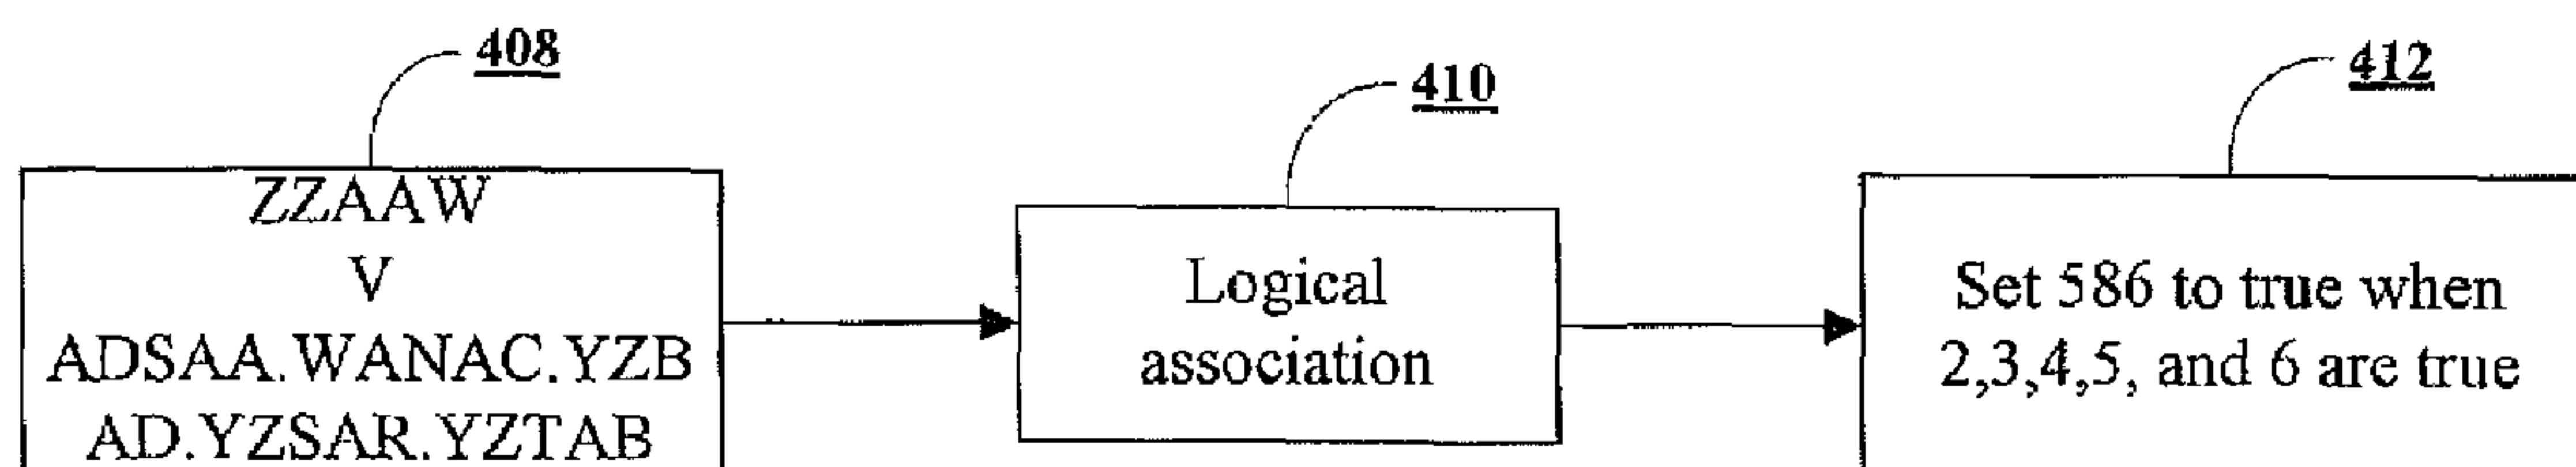 408
410
412
ZZAAW
V
ADSAA.WANAC.YZB
AD.YZSAR.YZTAB
Logical
association
Set 586 to true when
2,3,4,5, and 6 are true